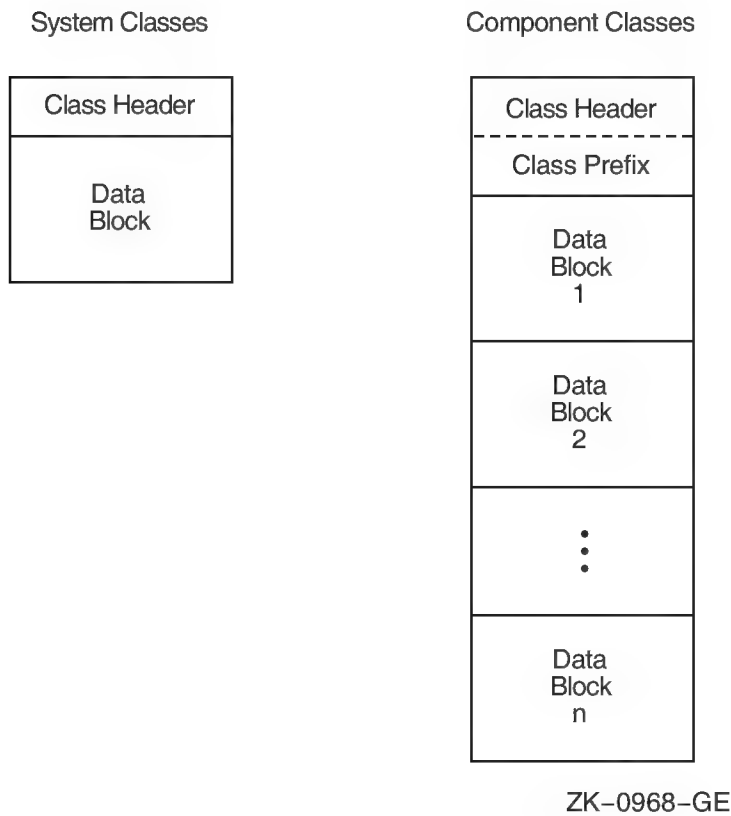 System Classes
Class Header
Data
Block
Component Classes
Class Header
Class Prefix
Data
Block
1
Data
Block
2
Data
Block
n
ZK–0968–GE